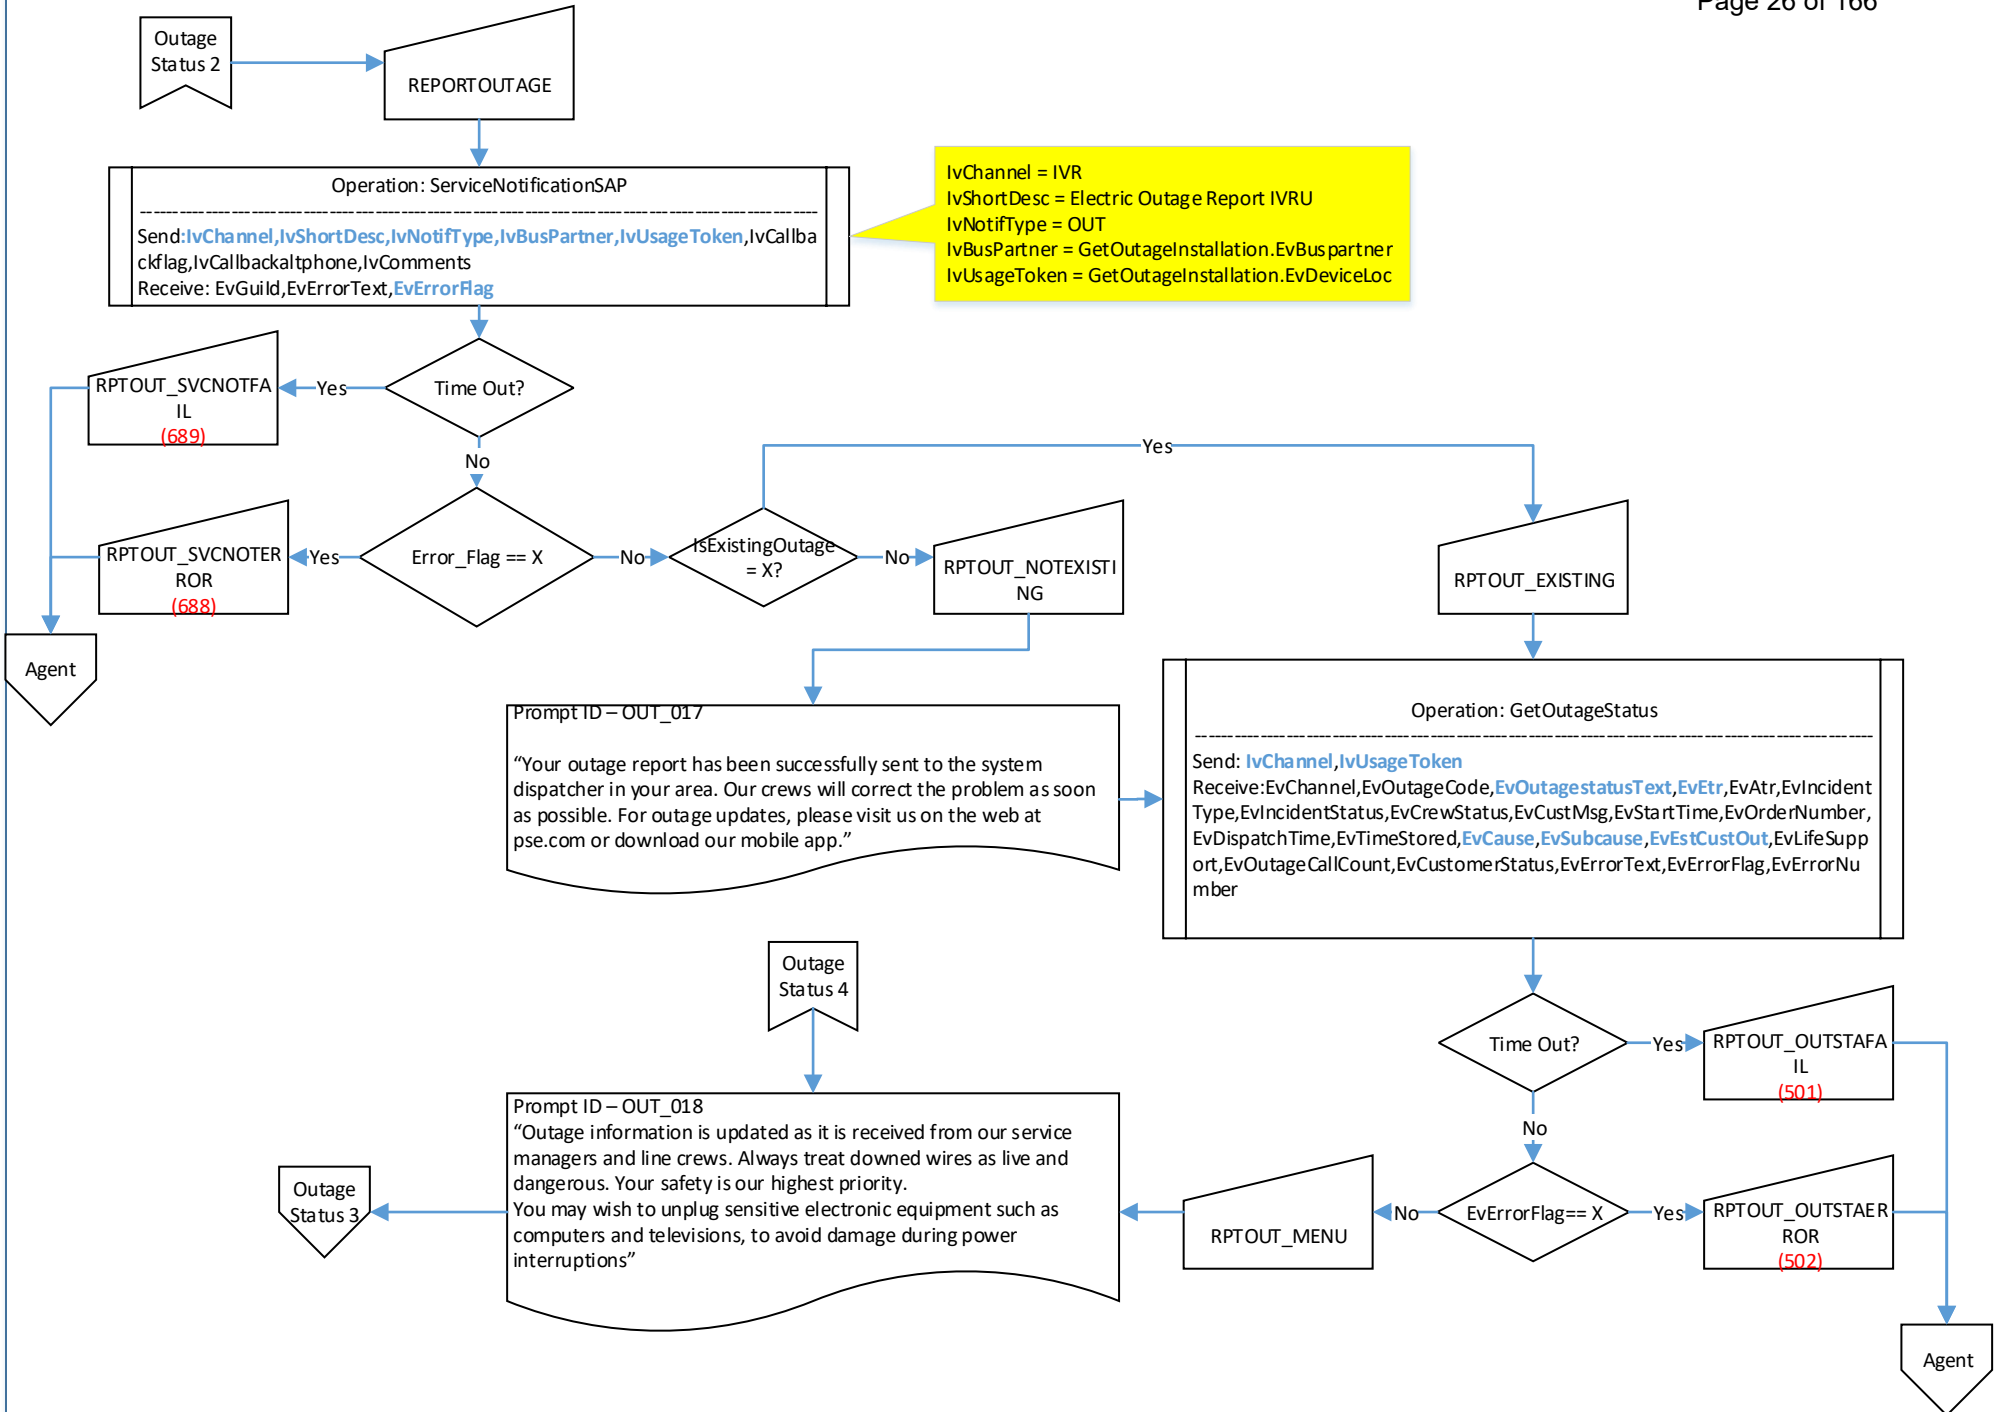 Page 26 of 166
Outage
Status 2
REPORTOUTAGE
Operation: ServiceNotificationSAP
--------------------------------------------------------------------------------
Send:IvChannel,IvShortDesc,IvNotifType,IvBusPartner,IvUsageToken,IvCallba
ckflag,IvCallbackaltphone,IvComments
Receive: EvGuiId,EvErrorText,EvErrorFlag
IvChannel = IVR
IvShortDesc = Electric Outage Report IVRU
IvNotifType = OUT
IvBusPartner = GetOutageInstallation.EvBuspartner
IvUsageToken = GetOutageInstallation.EvDeviceLoc
RPTOUT_SVCNOTFA
IL
(689)
Yes
Time Out?
No
Yes
RPTOUT_SVCNOTER
ROR
(688)
Yes
Error_Flag == X
No
IsExistingOutage
= X?
No
RPTOUT_NOTEXISTI
NG
RPTOUT_EXISTING
Agent
Prompt ID – OUT_017
“Your outage report has been successfully sent to the system
dispatcher in your area. Our crews will correct the problem as soon
as possible. For outage updates, please visit us on the web at
pse.com or download our mobile app.”
Operation: GetOutageStatus
--------------------------------------------------------------------------------
Send: IvChannel,IvUsageToken
Receive:EvChannel,EvOutageCode,EvOutagestatusText,EvEtr,EvAtr,EvIncident
Type,EvIncidentStatus,EvCrewStatus,EvCustMsg,EvStartTime,EvOrderNumber,
EvDispatchTime,EvTimeStored,EvCause,EvSubcause,EvEstCustOut,EvLifeSupp
ort,EvOutageCallCount,EvCustomerStatus,EvErrorText,EvErrorFlag,EvErrorNu
mber
Outage
Status 4
Time Out?
Yes
RPTOUT_OUTSTAFA
IL
(501)
No
Prompt ID – OUT_018
“Outage information is updated as it is received from our service
managers and line crews. Always treat downed wires as live and
dangerous. Your safety is our highest priority.
You may wish to unplug sensitive electronic equipment such as
computers and televisions, to avoid damage during power
interruptions”
Outage
Status 3
RPTOUT_MENU
No
EvErrorFlag== X
Yes
RPTOUT_OUTSTAER
ROR
(502)
Agent